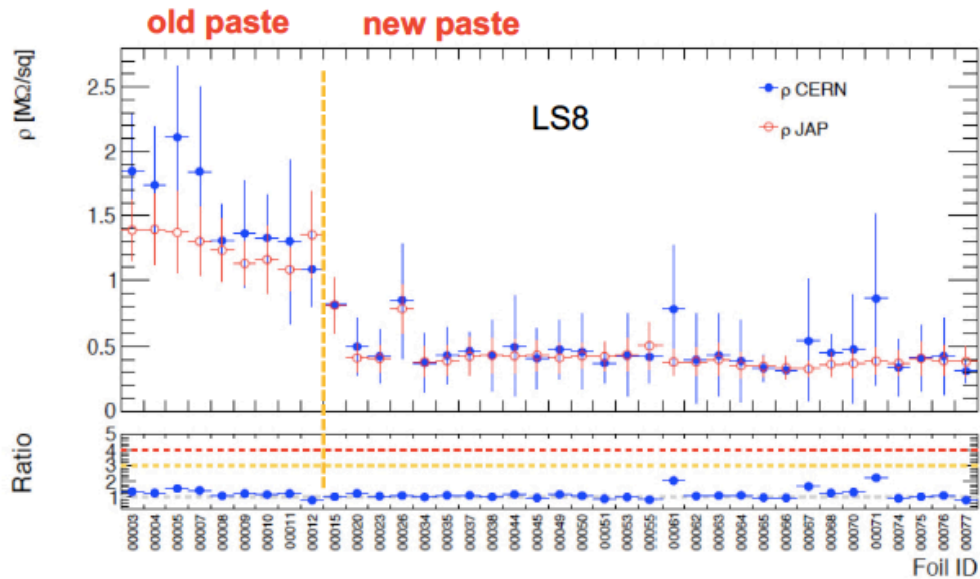 old paste new paste
ρ [MΩ/sq]
2.5
2
1.5
1
0.5
0
LS8
ρ CERN
ρ JAP
Ratio
5
4
3
2
1
00003 00004 00005 00007 00008 00009 00010 00011 00012 00015 00020 00023 00026 00034 00035 00037 00038 00044 00045 00049 00050 00051 00053 00055 00061 00062 00063 00064 00065 00066 00067 00068 00070 00071 00074 00075 00076 00077
Foil ID